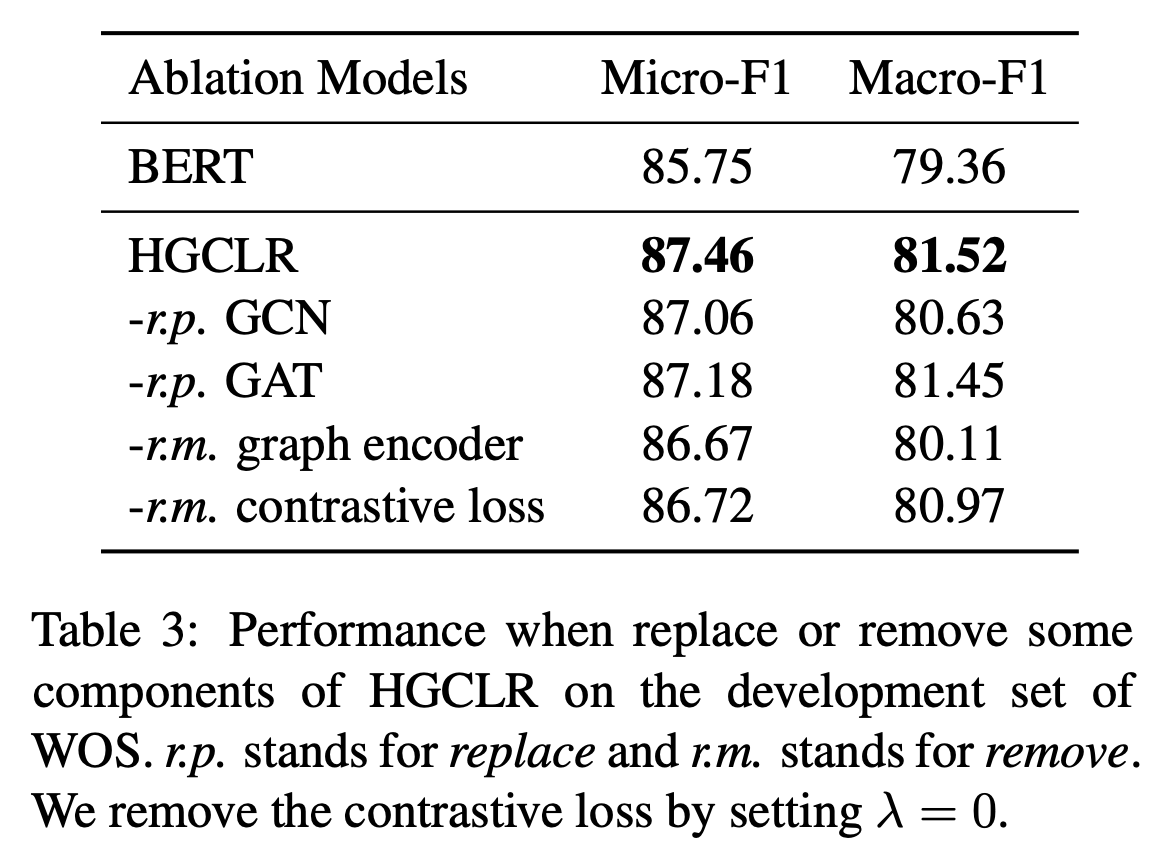 Ablation Models Micro-F1 Macro-F1
BERT 85.75 79.36
HGCLR 87.46 81.52
-r.p. GCN 87.06 80.63
-r.p. GAT 87.18 81.45
-r.m. graph encoder 86.67 80.11
-r.m. contrastive loss 86.72 80.97
Table 3: Performance when replace or remove some
components of HGCLR on the development set of
WOS. r.p. stands for replace and r.m. stands for remove.
We remove the contrastive loss by setting λ = 0.